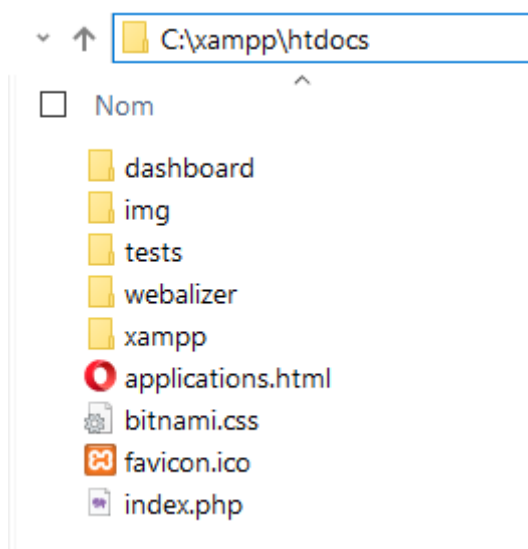 C:\xampp\htdocs
Nom
dashboard
img
tests
webalizer
xampp
applications.html
bitnami.css
favicon.ico
index.php